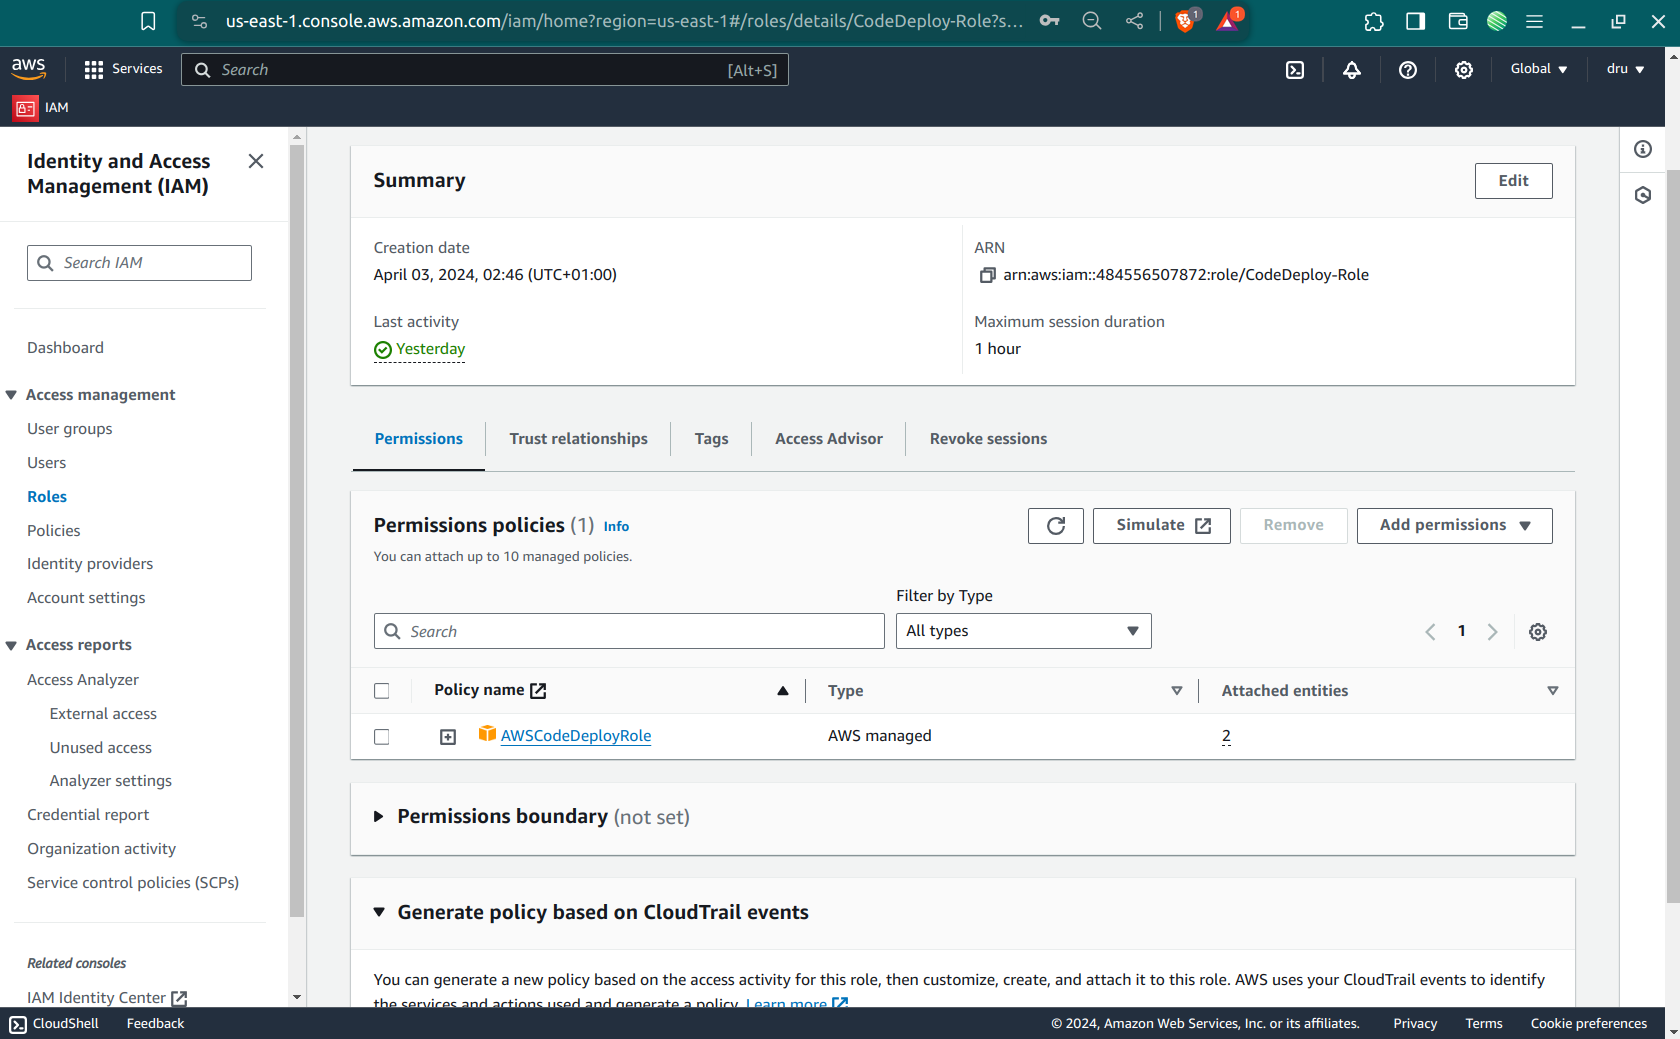 us-east-1.console.aws.amazon.com/iam/home?region=us-east-1#/roles/details/CodeDeploy-Role?s...
1
1
aws
Services
Search
[Alt+S]
Global
dru
IAM
Identity and Access
Management (IAM)
Search IAM
Dashboard
Access management
User groups
Users
Roles
Policies
Identity providers
Account settings
Access reports
Access Analyzer
External access
Unused access
Analyzer settings
Credential report
Organization activity
Service control policies (SCPs)
Related consoles
IAM Identity Center
Summary
Edit
Creation date
April 03, 2024, 02:46 (UTC+01:00)
ARN
arn:aws:iam::484556507872:role/CodeDeploy-Role
Last activity
Yesterday
Maximum session duration
1 hour
Permissions
Trust relationships
Tags
Access Advisor
Revoke sessions
Permissions policies (1) Info
You can attach up to 10 managed policies.
Simulate
Remove
Add permissions
Filter by Type
Search
All types
1
Policy name
Type
Attached entities
AWSCodeDeployRole
AWS managed
2
Permissions boundary (not set)
Generate policy based on CloudTrail events
You can generate a new policy based on the access activity for this role, then customize, create, and attach it to this role. AWS uses your CloudTrail events to identify
the services and actions used and generate a policy. Learn more
CloudShell
Feedback
© 2024, Amazon Web Services, Inc. or its affiliates.
Privacy
Terms
Cookie preferences